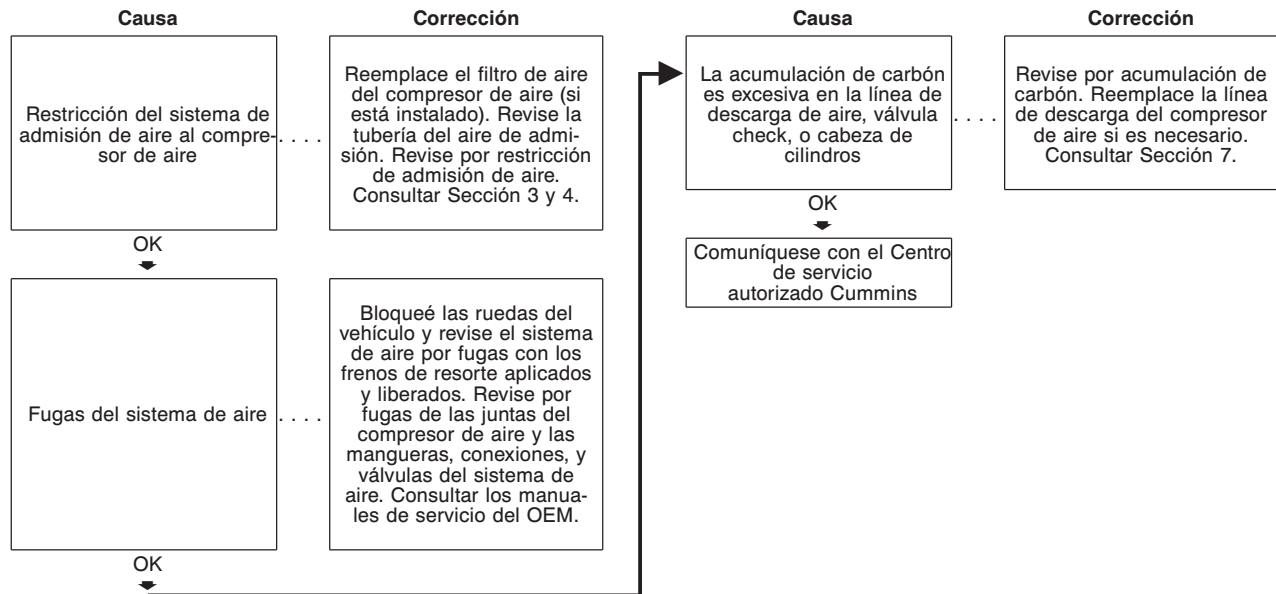 Causa
Corrección
Restricción del sistema de
admisión de aire al compre-
sor de aire
. . . .
Reemplace el filtro de aire
del compresor de aire (si
está instalado). Revise la
tubería del aire de admi-
sión. Revise por restricción
de admisión de aire.
Consultar Sección 3 y 4.
OK
Fugas del sistema de aire
. . . .
Bloqueé las ruedas del
vehículo y revise el sistema
de aire por fugas con los
frenos de resorte aplicados
y liberados. Revise por
fugas de las juntas del
compresor de aire y las
mangueras, conexiones, y
válvulas del sistema de
aire. Consultar los manua-
les de servicio del OEM.
OK
Causa
Corrección
La acumulación de carbón
es excesiva en la línea de
descarga de aire, válvula
check, o cabeza de
cilindros
. . . .
Revise por acumulación de
carbón. Reemplace la línea
de descarga del compresor
de aire si es necesario.
Consultar Sección 7.
OK
Comuníquese con el Centro
de servicio
autorizado Cummins